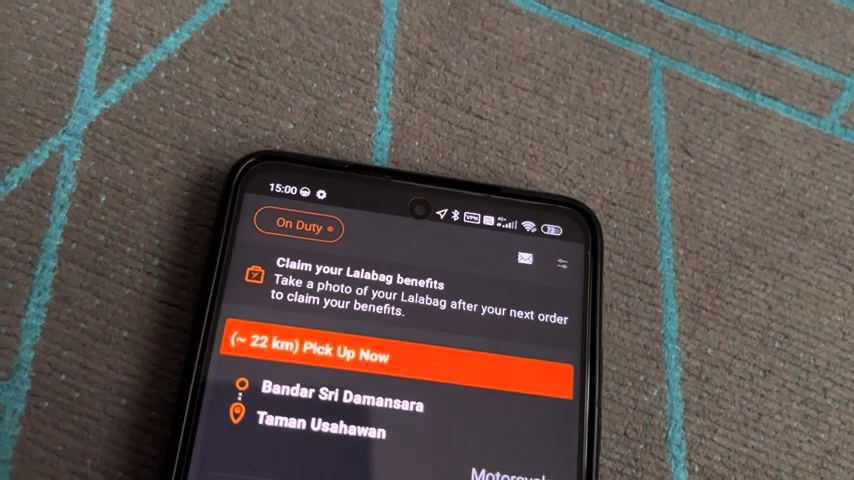 15:00
VPN
On Duty
Claim your Lalabag benefits
Take a photo of your Lalabag after your next order
to claim your benefits.
(~ 22 km) Pick Up Now
Bandar Sri Damansara
Taman Usahawan